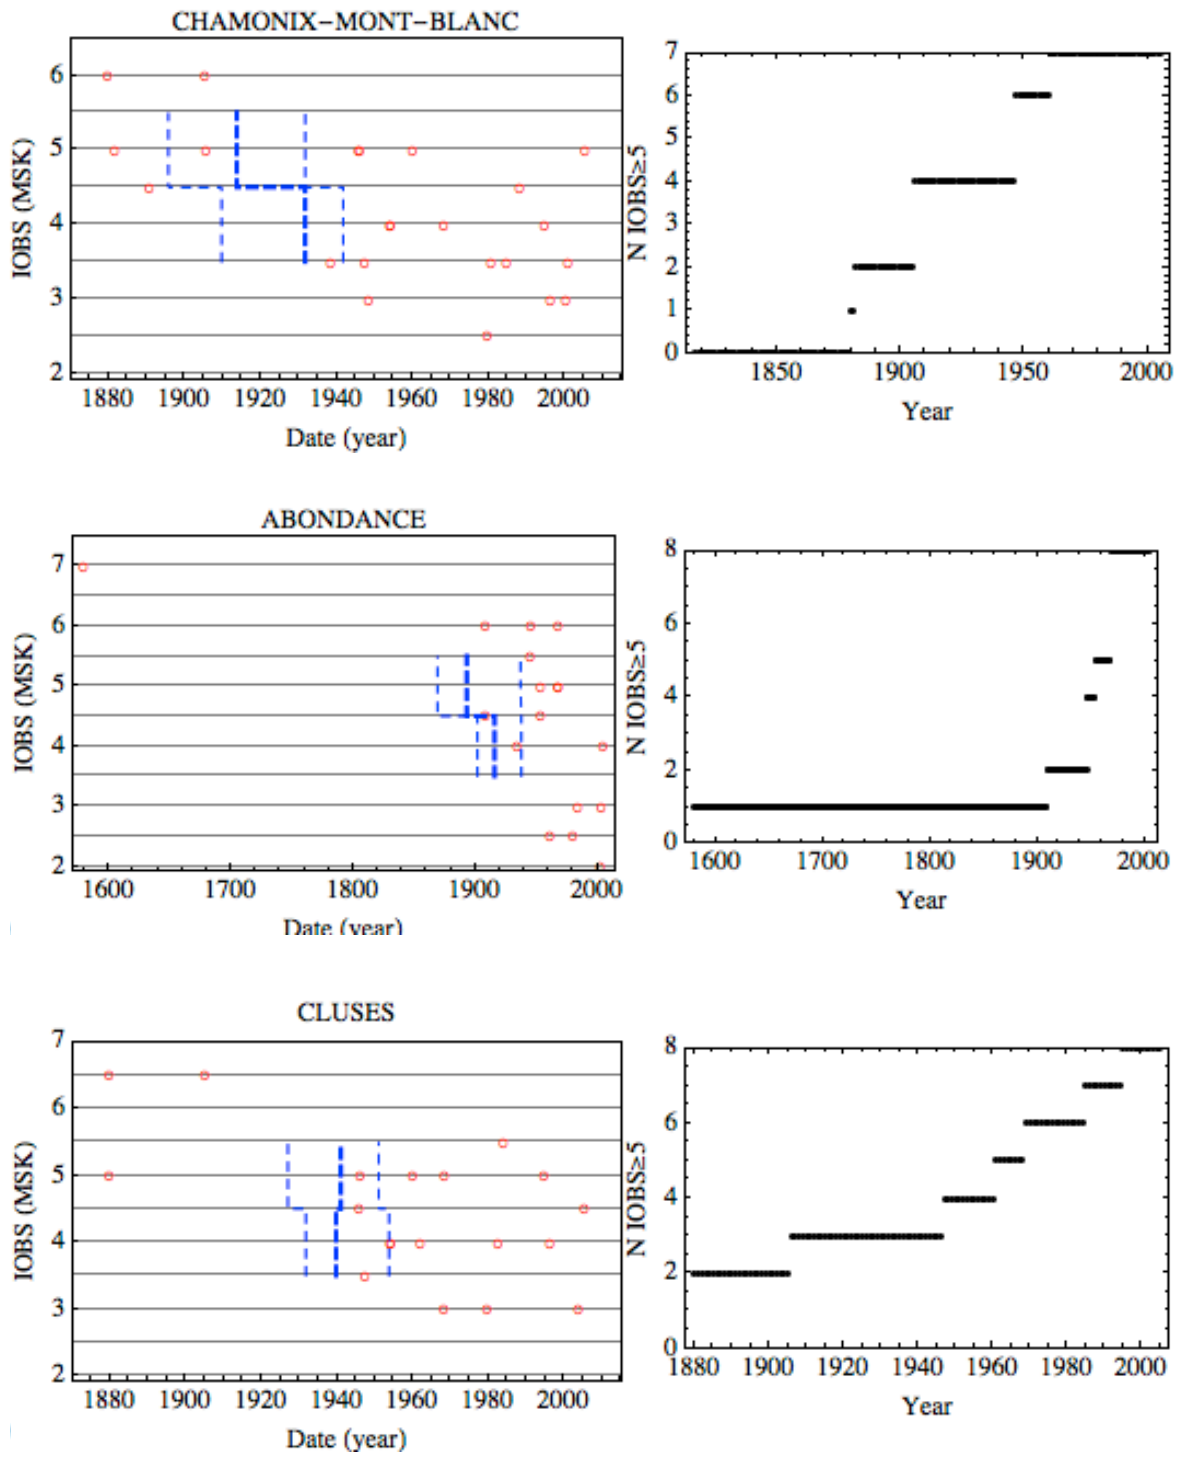 CHAMONIX−MONT−BLANC
IOBS (MSK)
6
5
4
3
2
1880 1900 1920 1940 1960 1980 2000
Date (year)
N IOBS≥5
7
6
5
4
3
2
1
0
1850 1900 1950 2000
Year
ABONDANCE
IOBS (MSK)
7
6
5
4
3
2
1600 1700 1800 1900 2000
Date (year)
N IOBS≥5
8
6
4
2
0
1600 1700 1800 1900 2000
Year
CLUSES
IOBS (MSK)
7
6
5
4
3
2
1880 1900 1920 1940 1960 1980 2000
Date (year)
N IOBS≥5
8
6
4
2
0
1880 1900 1920 1940 1960 1980 2000
Year